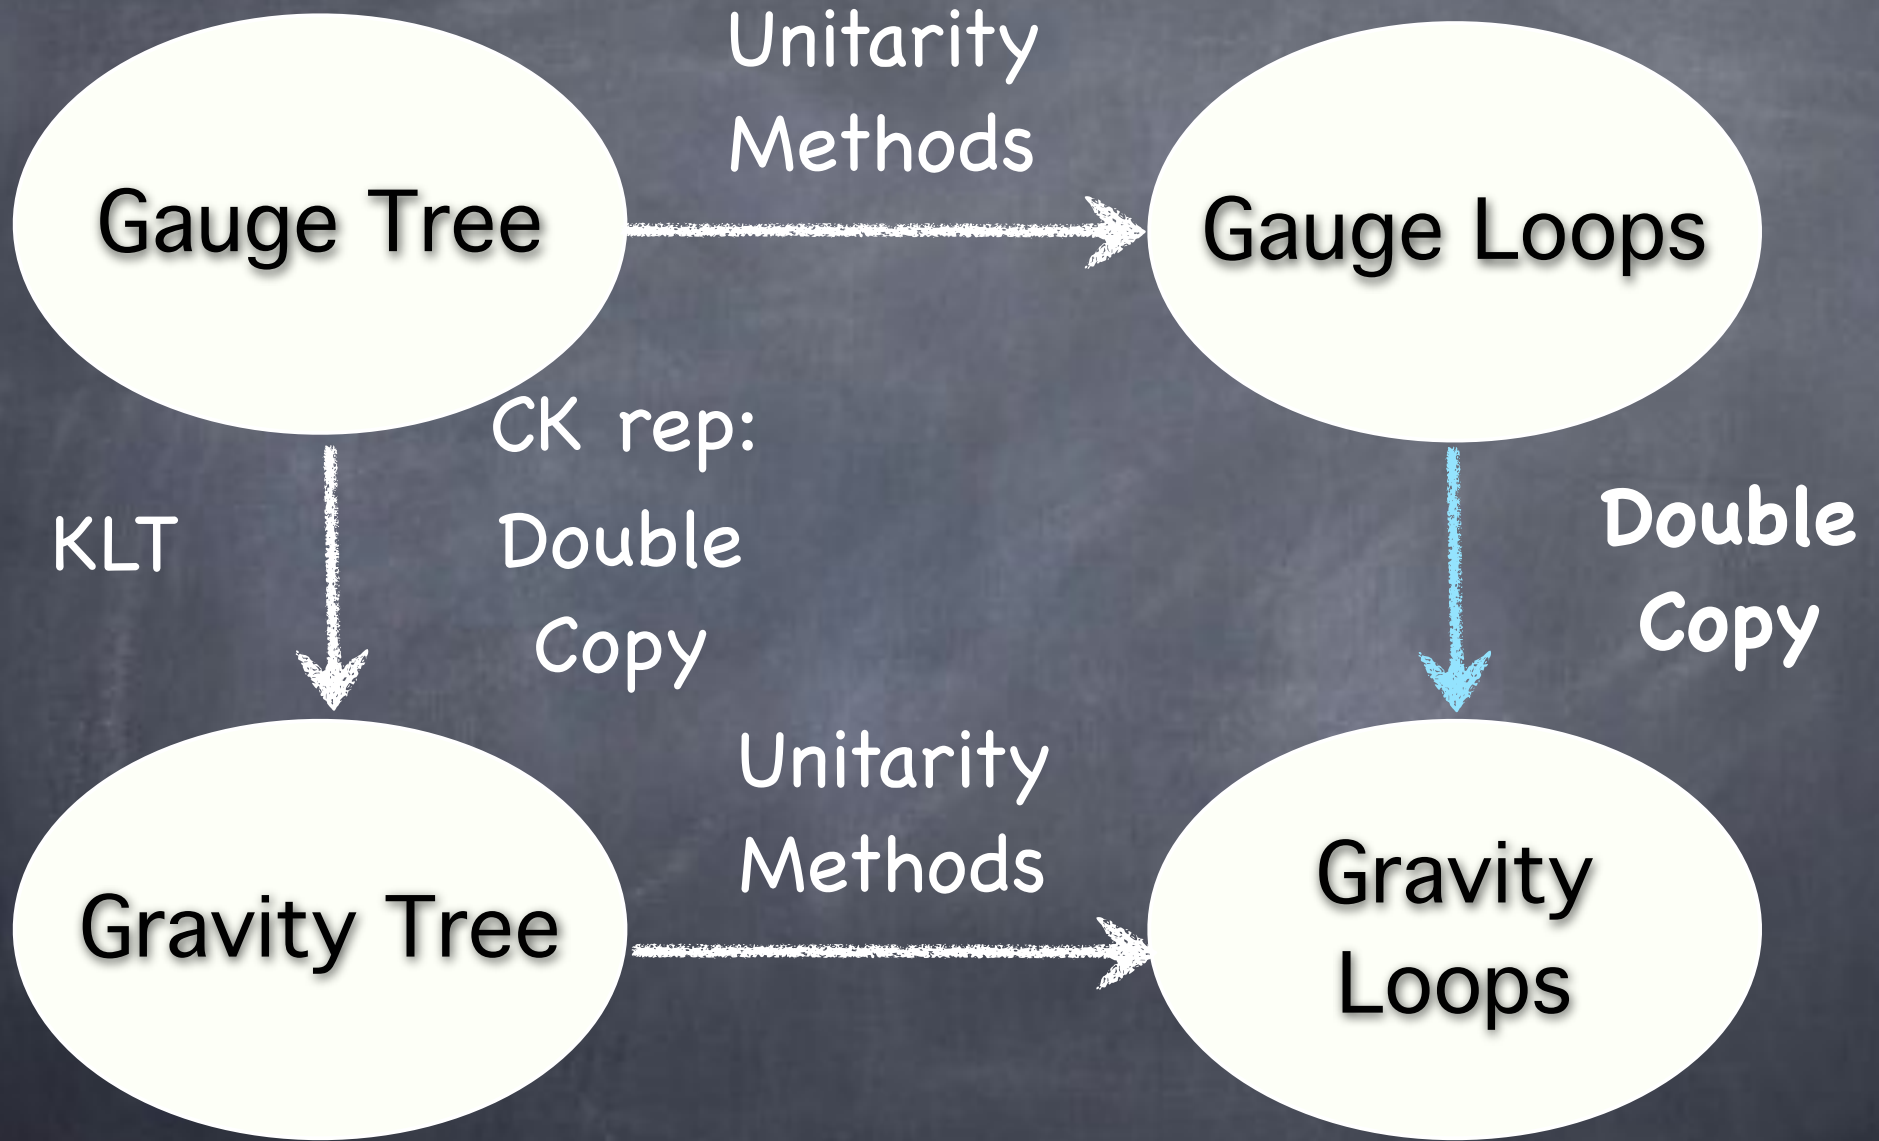 Unitarity
Methods
Gauge Tree
Gauge Loops
CK rep:
Double
Copy
KLT
Double
Copy
Unitarity
Methods
Gravity Tree
Gravity
Loops